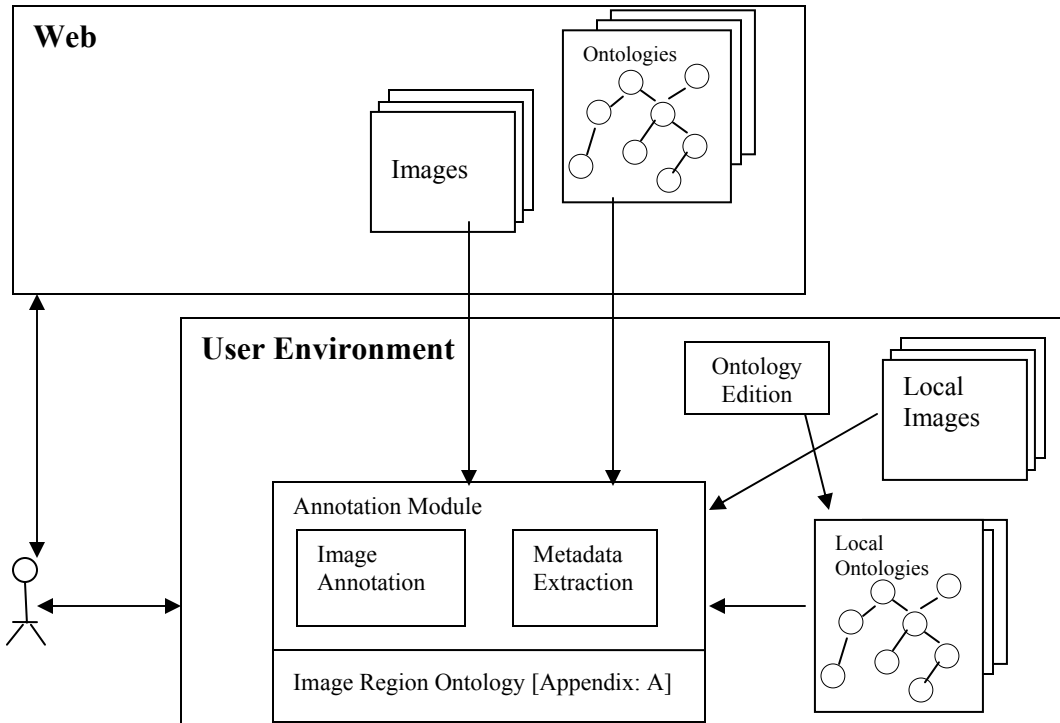 Web
Ontologies
Images
User Environment
Ontology
Edition
Local
Images
Annotation Module
Image
Annotation
Metadata
Extraction
Local
Ontologies
Image Region Ontology [Appendix: A]